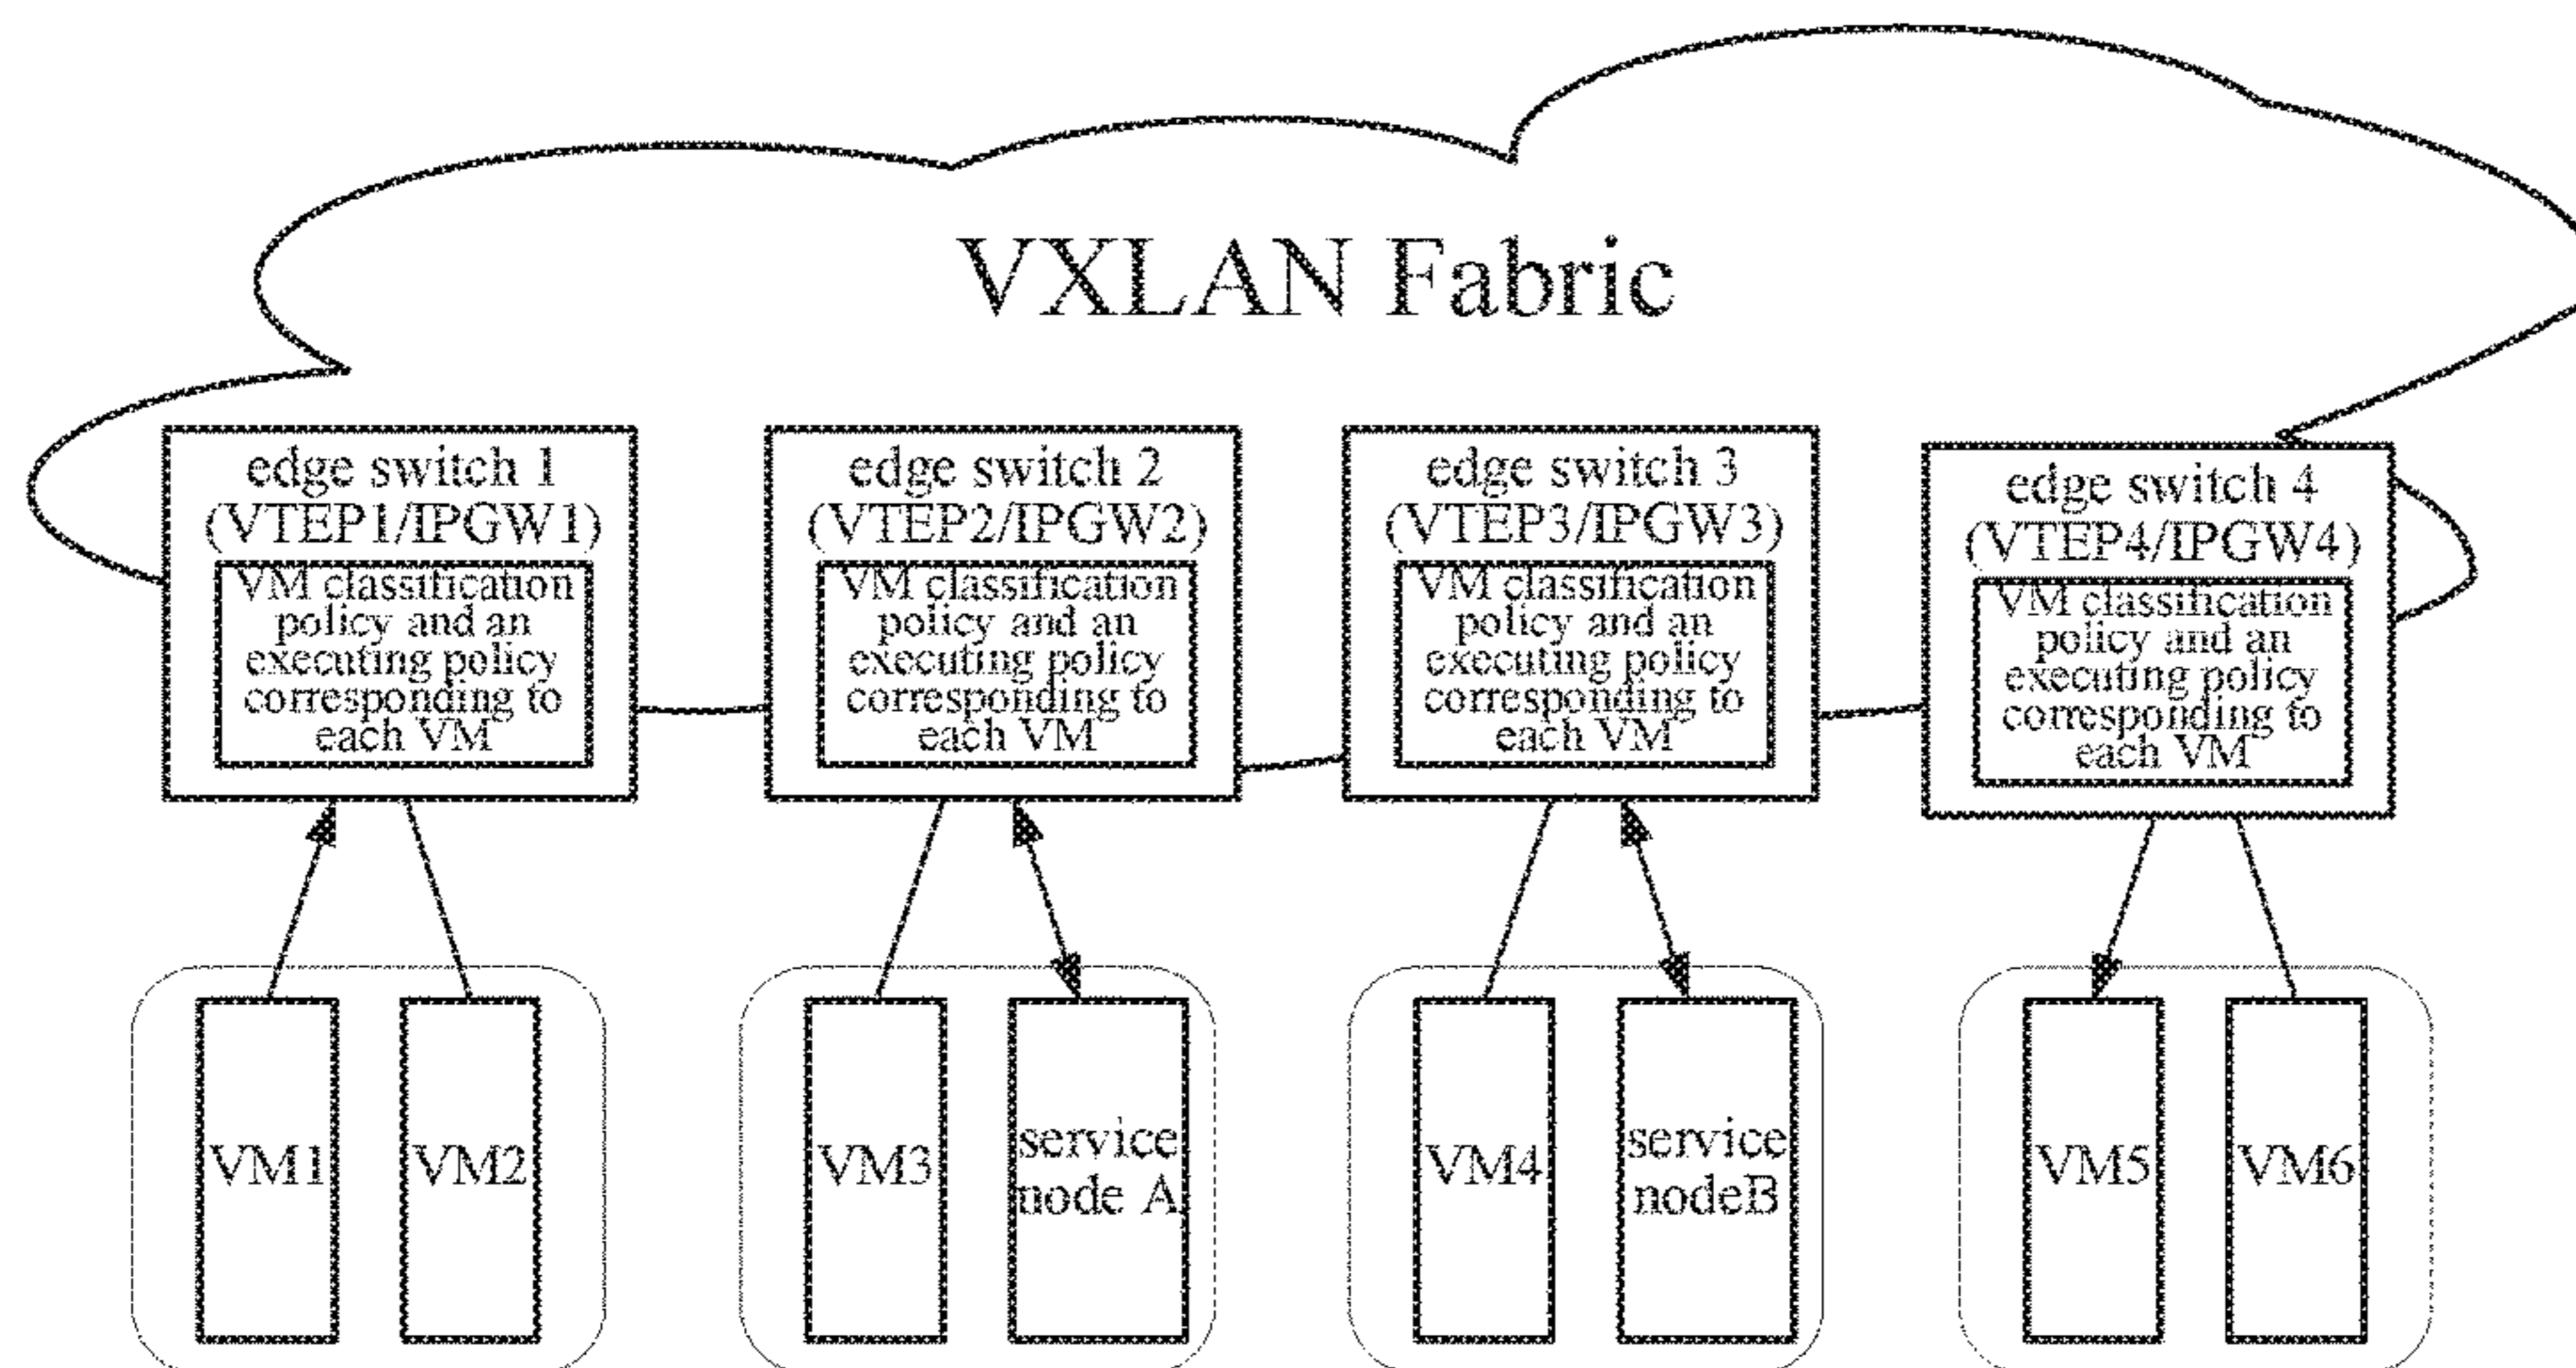 VXLAN Fabric
edge switch 1
(VTEP1/IPGW1)
VM classification
policy and an
executing policy
corresponding to
each VM
edge switch 2
(VTEP2/IPGW2)
VM classification
policy and an
executing policy
corresponding to
each VM
edge switch 3
(VTEP3/IPGW3)
VM classification
policy and an
executing policy
corresponding to
each VM
edge switch 4
(VTEP4/IPGW4)
VM classification
policy and an
executing policy
corresponding to
each VM
VM1
VM2
VM3
service
node A
VM4
service
nodeB
VM5
VM6